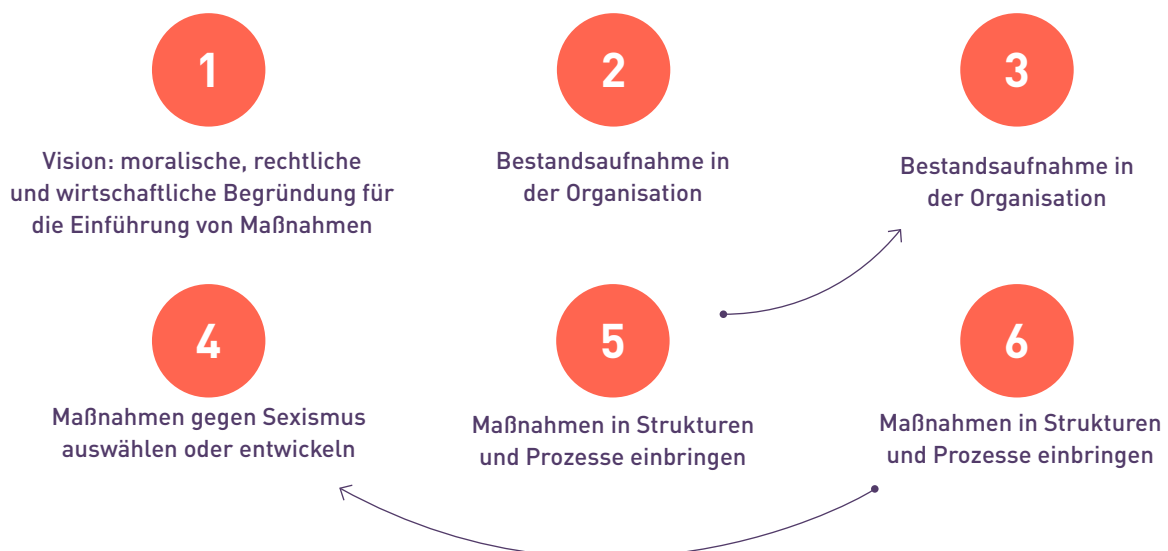 1
Vision: moralische, rechtliche
und wirtschaftliche Begründung für
die Einführung von Maßnahmen
2
Bestandsaufnahme in
der Organisation
3
Bestandsaufnahme in
der Organisation
4
Maßnahmen gegen Sexismus
auswählen oder entwickeln
5
Maßnahmen in Strukturen
und Prozesse einbringen
6
Maßnahmen in Strukturen
und Prozesse einbringen